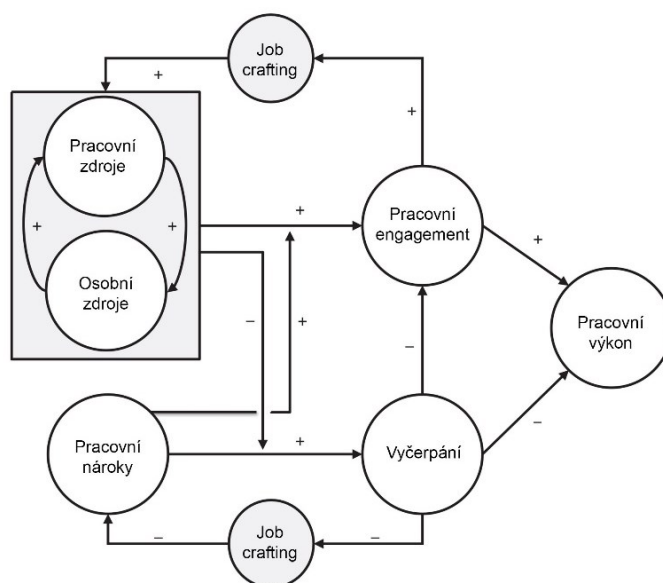 Job
crafting
+
+
Pracovní
zdroje
+
+
Osobní
zdroje
+
Pracovní
engagement
+
Pracovní
výkon
–
+
–
–
Pracovní
nároky
+
Vyčerpání
Job
crafting
–
–